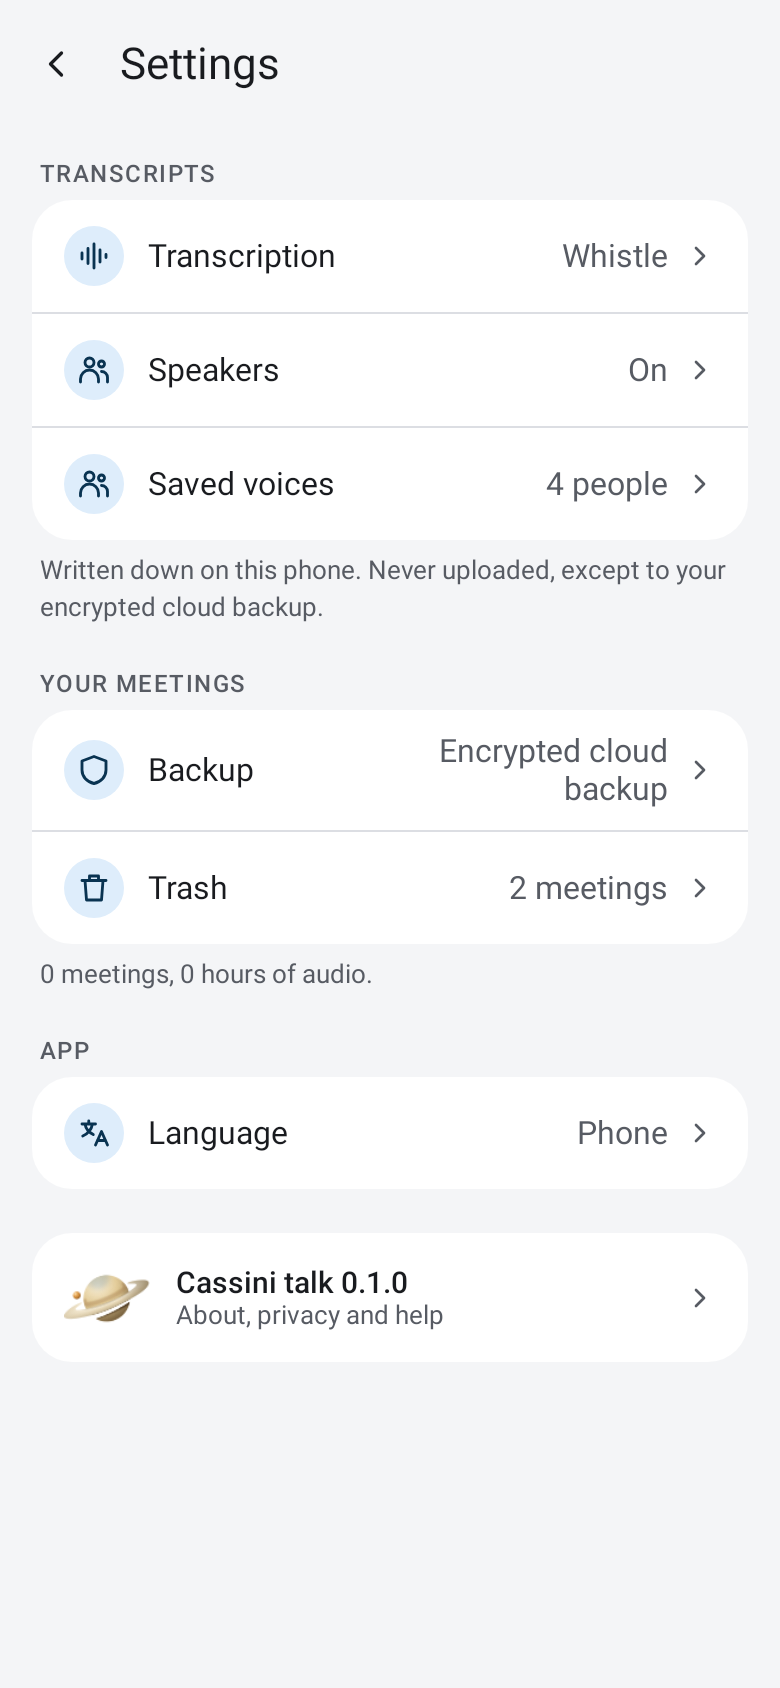 Settings
TRANSCRIPTS
Transcription Whistle
Speakers On
Saved voices 4 people
Written down on this phone. Never uploaded, except to your
encrypted cloud backup.
YOUR MEETINGS
Backup Encrypted cloud
backup
Trash 2 meetings
0 meetings, 0 hours of audio.
APP
Language Phone
Cassini talk 0.1.0
About, privacy and help